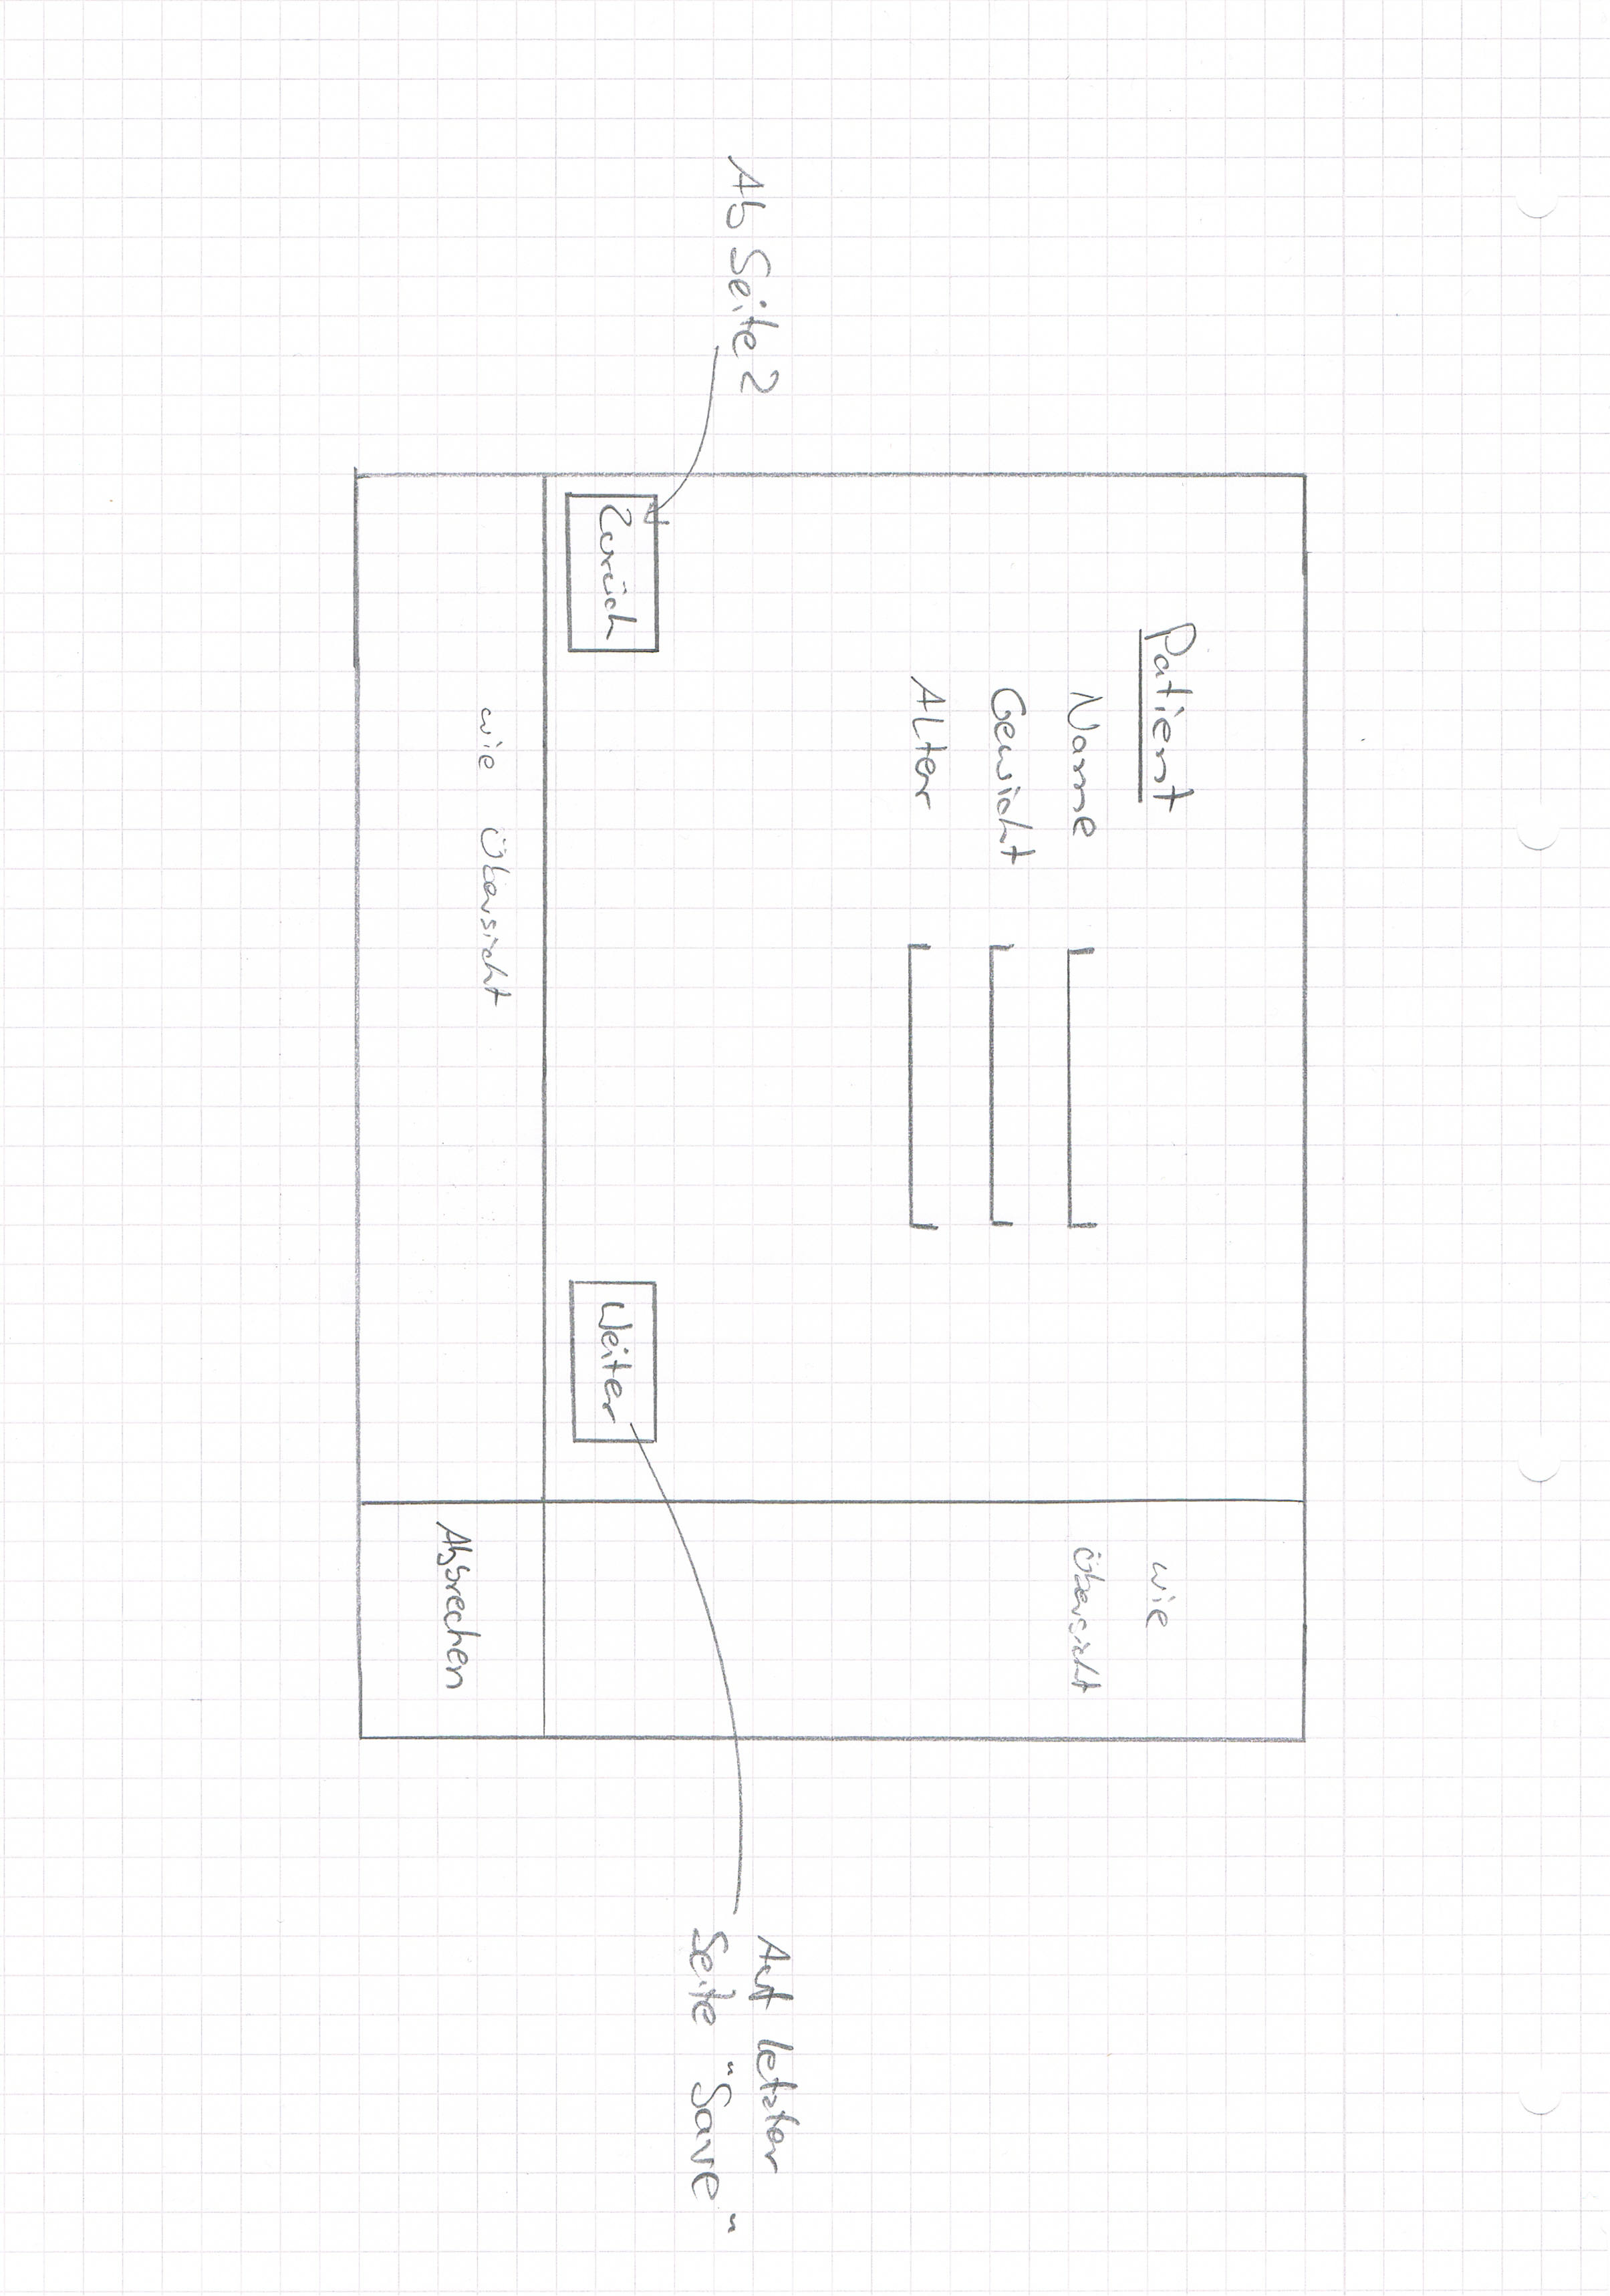 Patient
wie
Name
Übersicht
Gewicht
Alter
Ab Seite 2
Auf letzter
Seite "Save"
Zurück
Weiter
wie Übersicht
Abbrechen